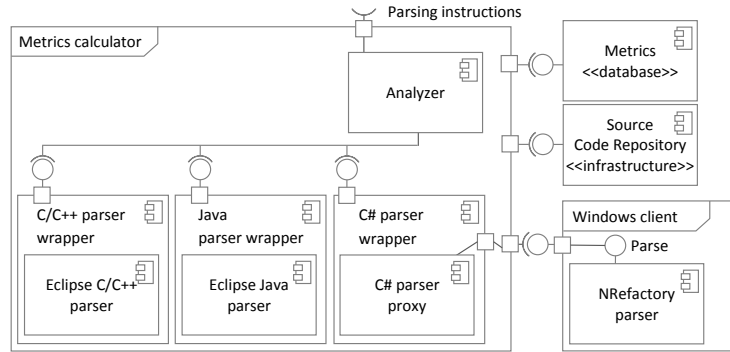 Parsing instructions
Metrics calculator
Analyzer
Metrics
<<database>>
Source
Code Repository
<<infrastructure>>
C/C++ parser
wrapper
Eclipse C/C++
parser
Java
parser wrapper
Eclipse Java
parser
C# parser
wrapper
C# parser
proxy
Windows client
Parse
NRefactory
parser